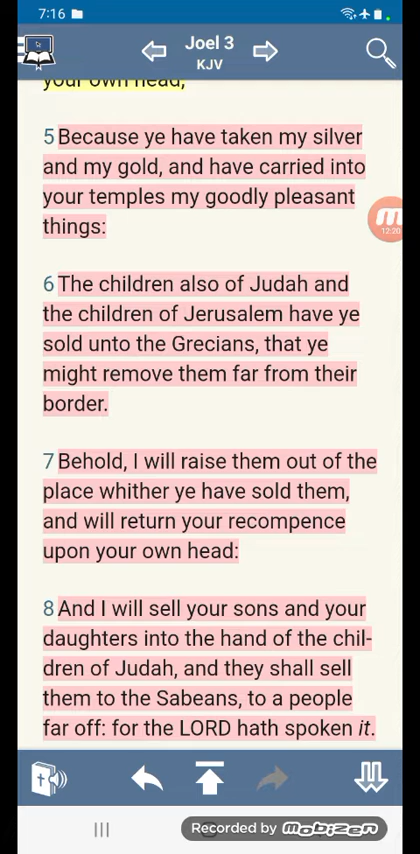 7:16
Joel 3
KJV
your own head;
5 Because ye have taken my silver
and my gold, and have carried into
your temples my goodly pleasant
things:
12:20
6 The children also of Judah and
the children of Jerusalem have ye
sold unto the Grecians, that ye
might remove them far from their
border.
7 Behold, I will raise them out of the
place whither ye have sold them,
and will return your recompence
upon your own head:
8 And I will sell your sons and your
daughters into the hand of the chil-
dren of Judah, and they shall sell
them to the Sabeans, to a people
far off: for the LORD hath spoken it.
Recorded by mobizen